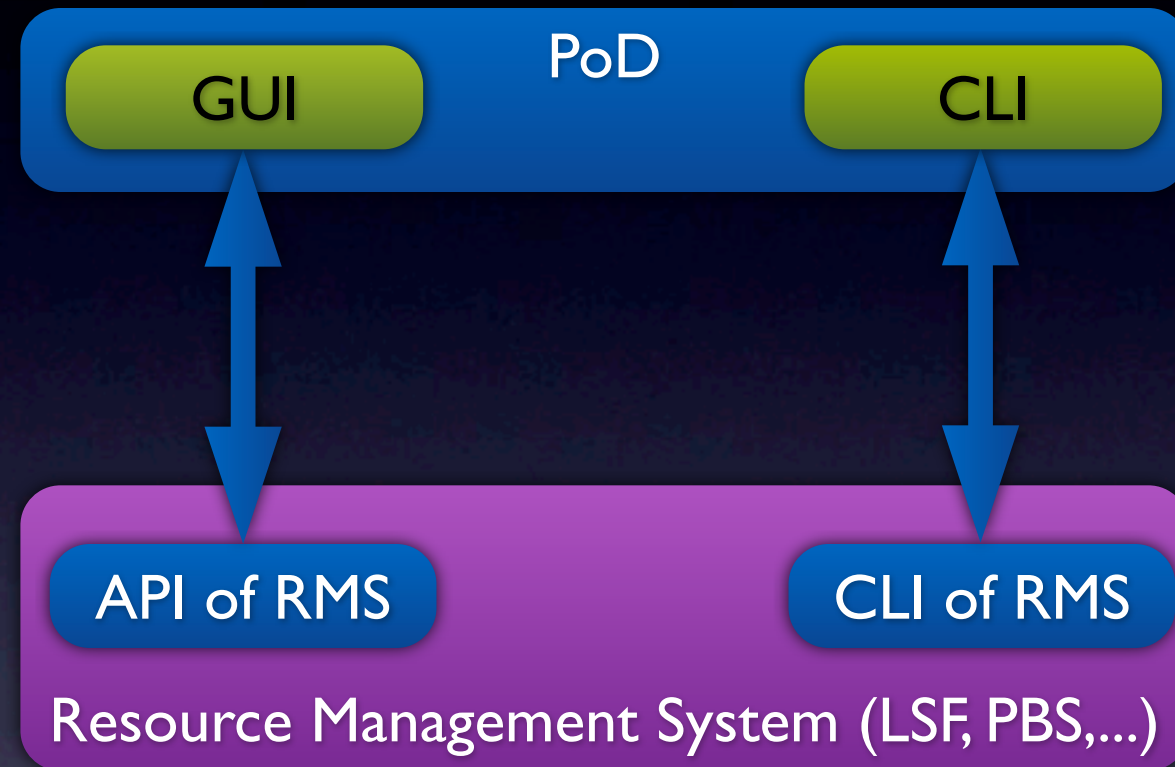 PoD
GUI
CLI
API of RMS
CLI of RMS
Resource Management System (LSF, PBS,...)